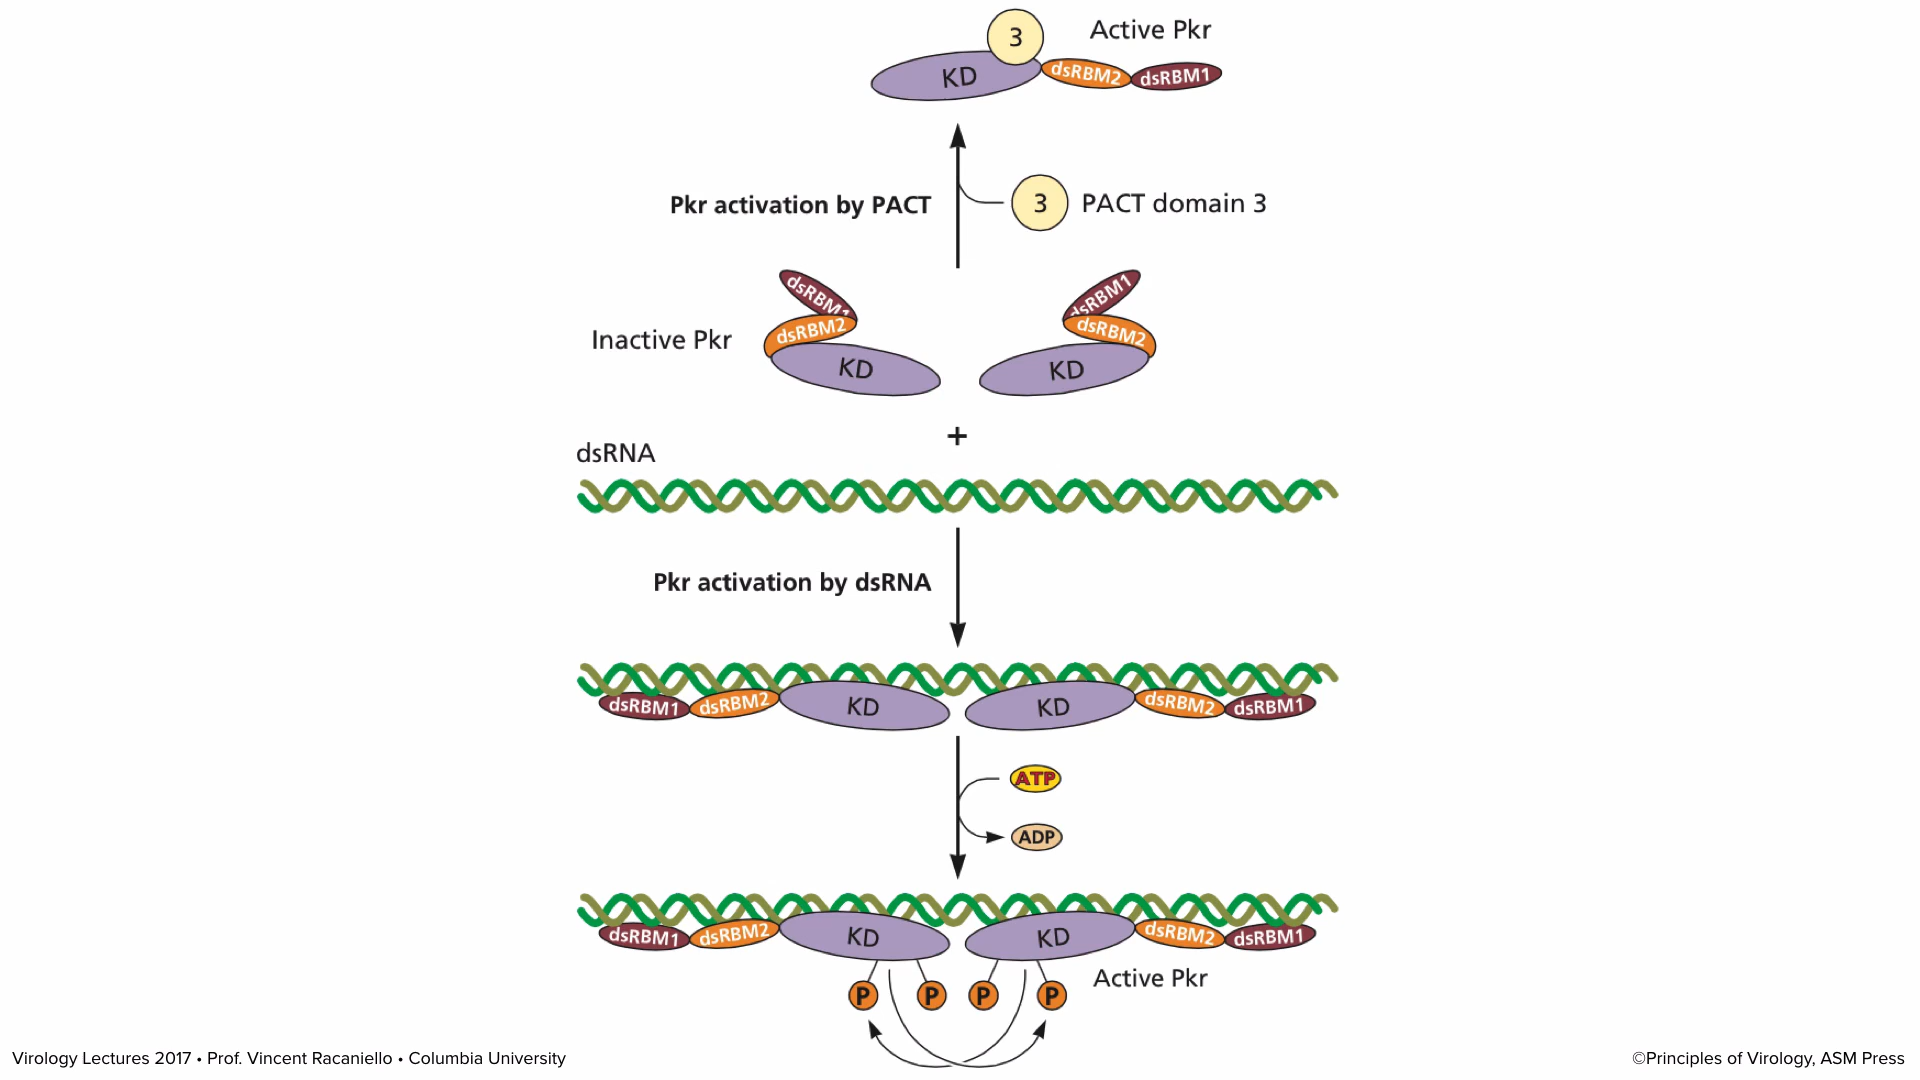 3
Active Pkr
KD
dsRBM2
dsRBM1
Pkr activation by PACT
3
PACT domain 3
dsRBM1
dsRBM1
Inactive Pkr
dsRBM2
dsRBM2
KD
KD
+
dsRNA
Pkr activation by dsRNA
dsRBM1
dsRBM2
KD
KD
dsRBM2
dsRBM1
ATP
ADP
dsRBM1
dsRBM2
KD
KD
dsRBM2
dsRBM1
P
P
P
P
Active Pkr
Virology Lectures 2017 • Prof. Vincent Racaniello • Columbia University
©Principles of Virology, ASM Press